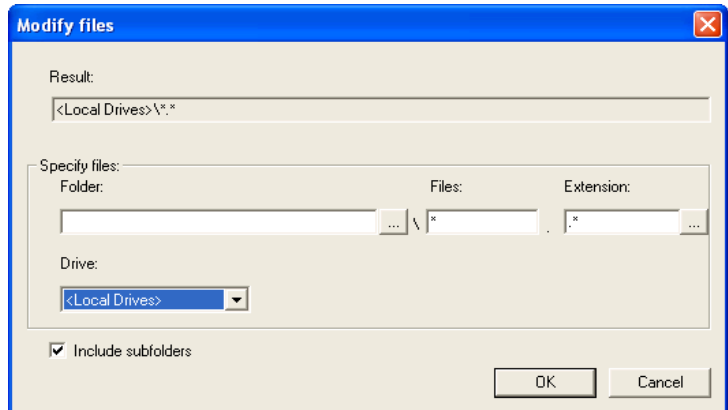 Modify files
Result:
<Local Drives>\*.*
Specify files:
Folder: Files: Extension:
... \ * . .* ...
Drive:
<Local Drives>
Include subfolders
OK Cancel